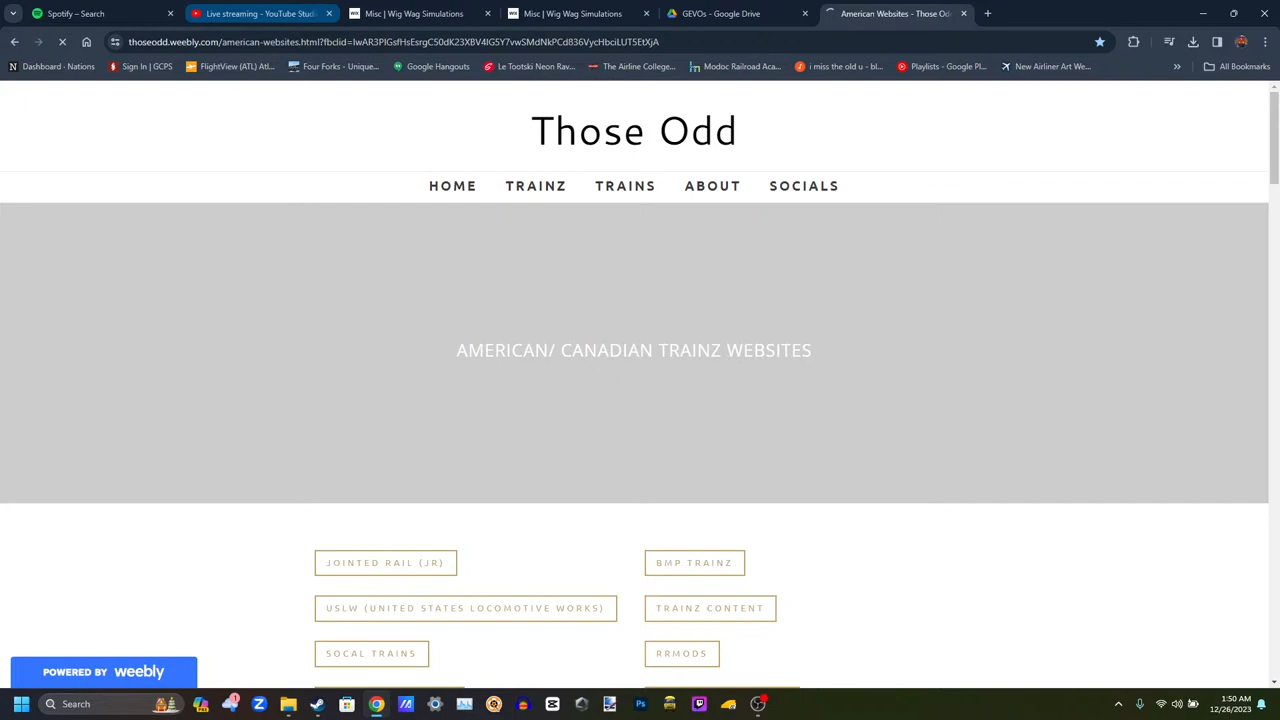 Spotify – Search
Live streaming - YouTube Studi
Misc | Wig Wag Simulations
Misc | Wig Wag Simulations
GEVOs - Google Drive
American Websites - Those Od
thoseodd.weebly.com/american-websites.html?fbclid=IwAR3PIGsfHsEsrgC50dK23XBV4IG5Y7vwSMdNkPCd836VycHbciLUT5EtXjA
Dashboard · Nations
Sign In | GCPS
FlightView (ATL) Atl...
Four Forks - Unique...
Google Hangouts
Le Tootski Neon Rav...
The Airline Colleg...
Modoc Railroad Aca...
i miss the old u - bl...
Playlists - Google Pl...
New Airliner Art We...
All Bookmarks
Those Odd
HOME TRAINZ TRAINS ABOUT SOCIALS
AMERICAN/ CANADIAN TRAINZ WEBSITES
JOINTED RAIL (JR)
BMP TRAINZ
USLW (UNITED STATES LOCOMOTIVE WORKS)
TRAINZ CONTENT
SOCAL TRAINS
RRMODS
POWERED BY weebly
Search
1:50 AM
12/26/2023